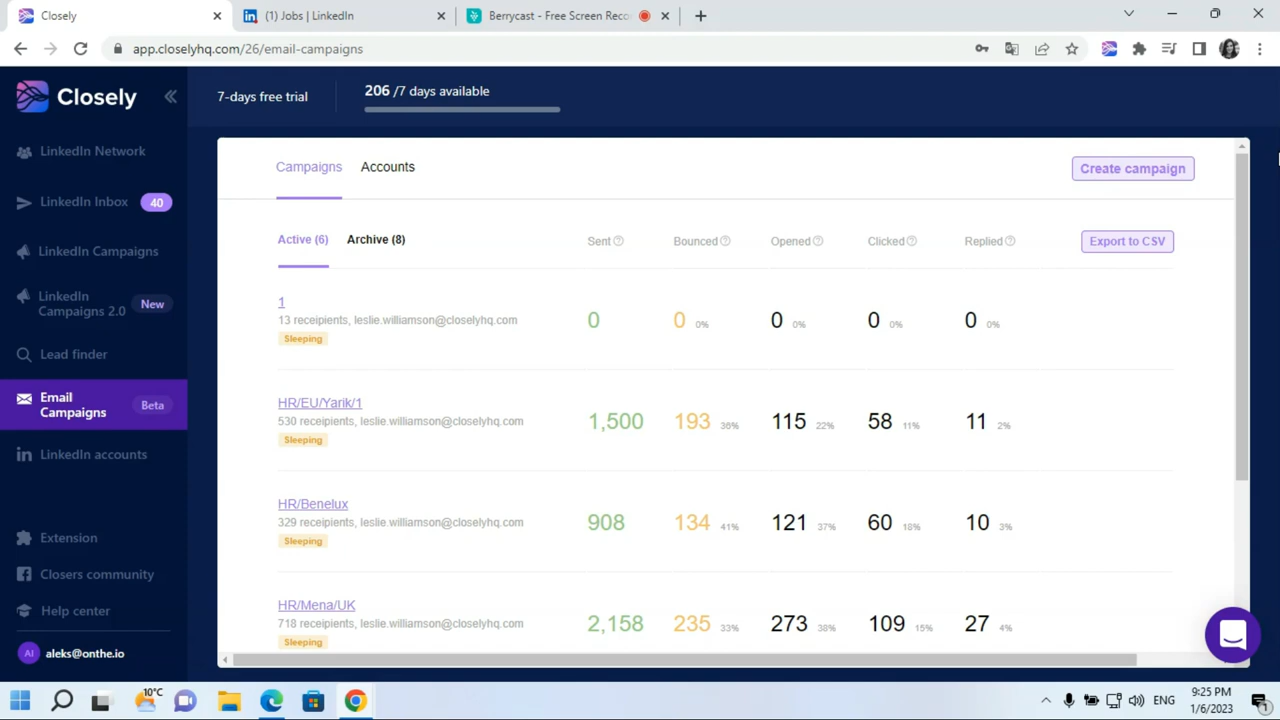 Closely
(1) Jobs | LinkedIn
Berrycast - Free Screen Reco
app.closelyhq.com/26/email-campaigns
Closely
7-days free trial
206 /7 days available
LinkedIn Network
LinkedIn Inbox 40
LinkedIn Campaigns
LinkedIn
Campaigns 2.0 New
Lead finder
Email
Campaigns Beta
LinkedIn accounts
Extension
Closers community
Help center
AI aleks@onthe.io
Campaigns Accounts Create campaign
Active (6) Archive (8) Sent Bounced Opened Clicked Replied Export to CSV
1
13 receipients, leslie.williamson@closelyhq.com
Sleeping
0 0 0% 0 0% 0 0% 0 0%
HR/EU/Yarik/1
530 receipients, leslie.williamson@closelyhq.com
Sleeping
1,500 193 36% 115 22% 58 11% 11 2%
HR/Benelux
329 receipients, leslie.williamson@closelyhq.com
Sleeping
908 134 41% 121 37% 60 18% 10 3%
HR/Mena/UK
718 receipients, leslie.williamson@closelyhq.com
Sleeping
2,158 235 33% 273 38% 109 15% 27 4%
10°C
ENG
9:25 PM
1/6/2023
1